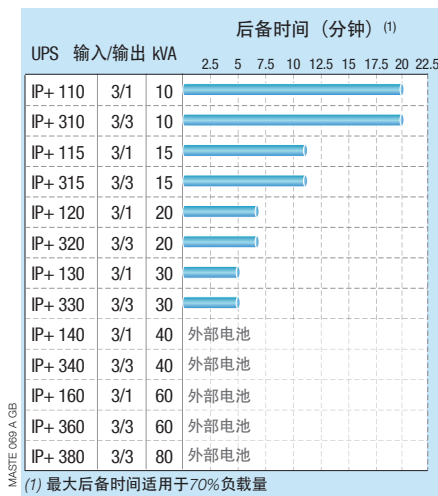 后备时间（分钟）(1)
UPS 输入/输出 kVA
2.5 5 7.5 10 12.5 15 17.5 20 22.5
IP+ 110 3/1 10
IP+ 310 3/3 10
IP+ 115 3/1 15
IP+ 315 3/3 15
IP+ 120 3/1 20
IP+ 320 3/3 20
IP+ 130 3/1 30
IP+ 330 3/3 30
IP+ 140 3/1 40 外部电池
IP+ 340 3/3 40 外部电池
IP+ 160 3/1 60 外部电池
IP+ 360 3/3 60 外部电池
IP+ 380 3/3 80 外部电池
(1) 最大后备时间适用于70%负载量
MASTE 069 A GB